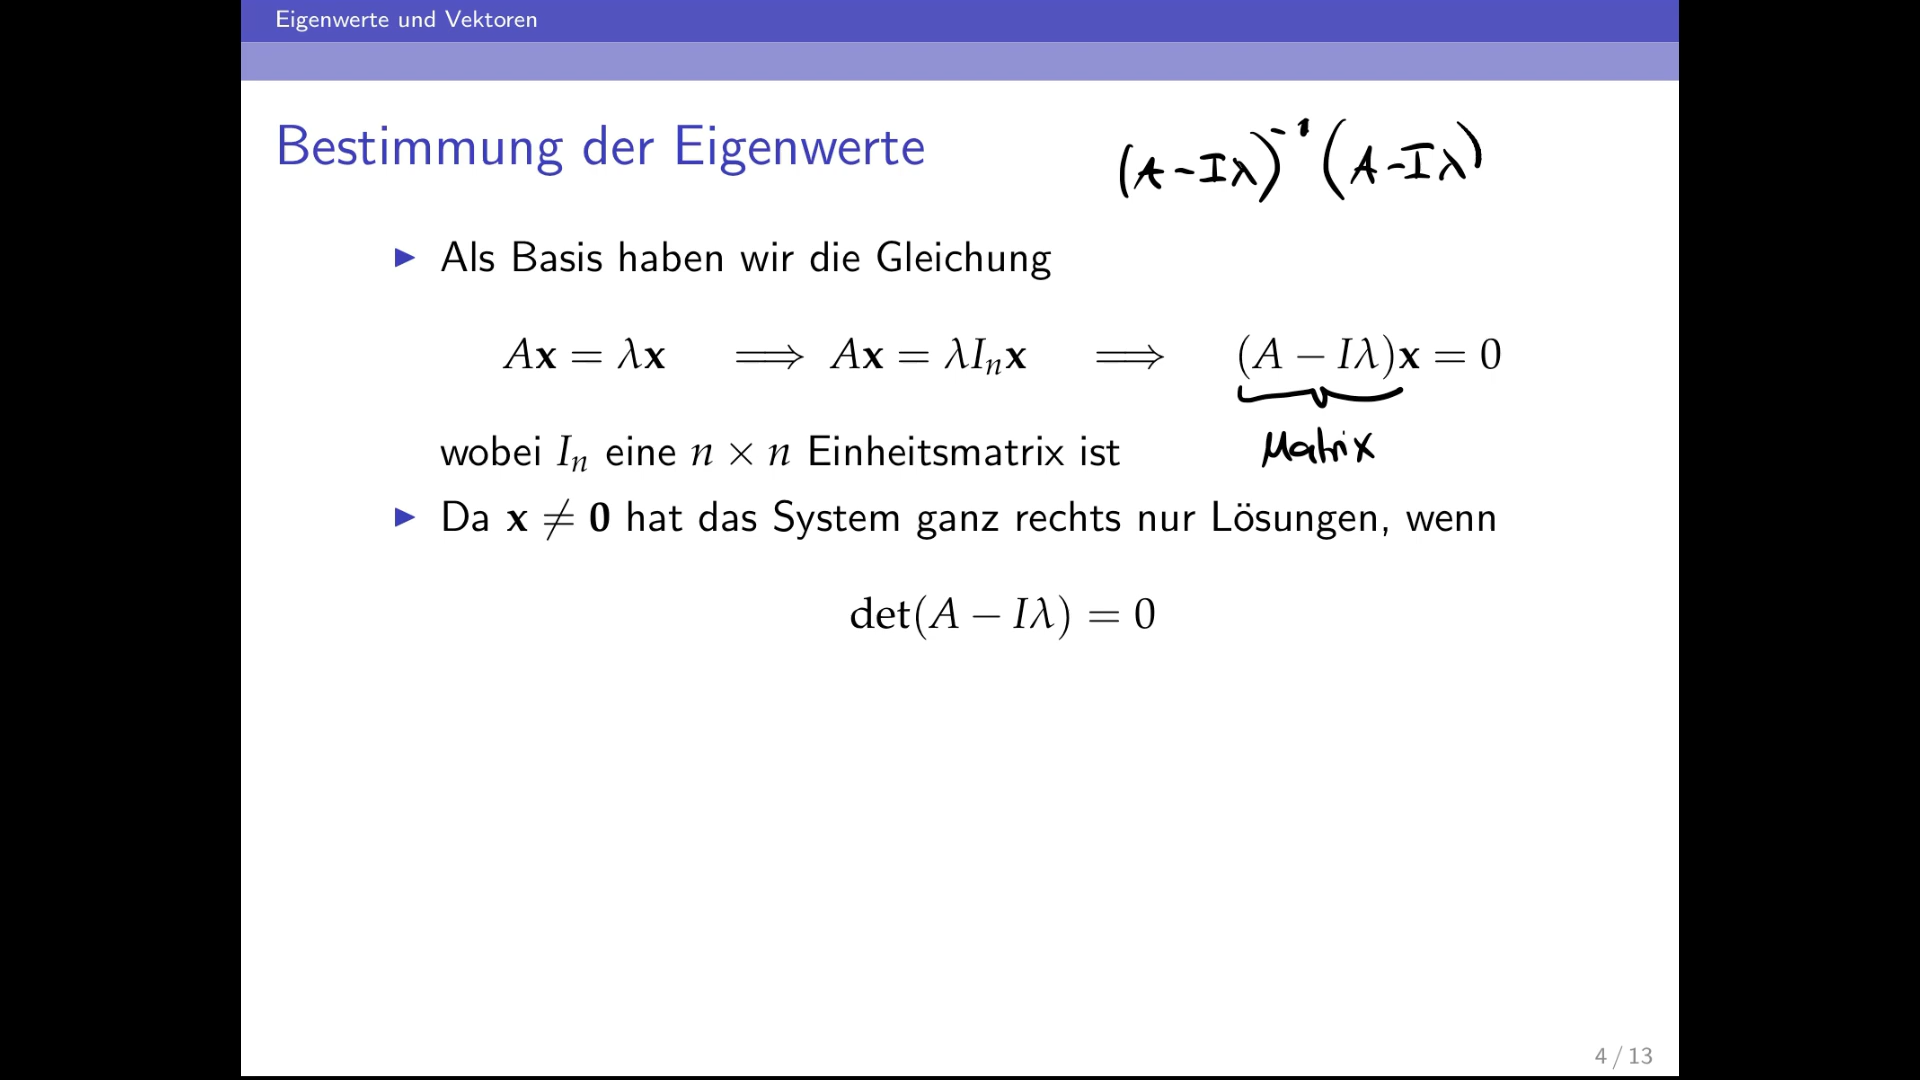 Eigenwerte und Vektoren
Bestimmung der Eigenwerte
(A-Iλ)⁻¹(A-Iλ)
▶ Als Basis haben wir die Gleichung
Ax = λx ⟹ Ax = λIₙx ⟹ (A − Iλ)x = 0
Matrix
wobei Iₙ eine n × n Einheitsmatrix ist
▶ Da x ≠ 0 hat das System ganz rechts nur Lösungen, wenn
det(A − Iλ) = 0
4 / 13